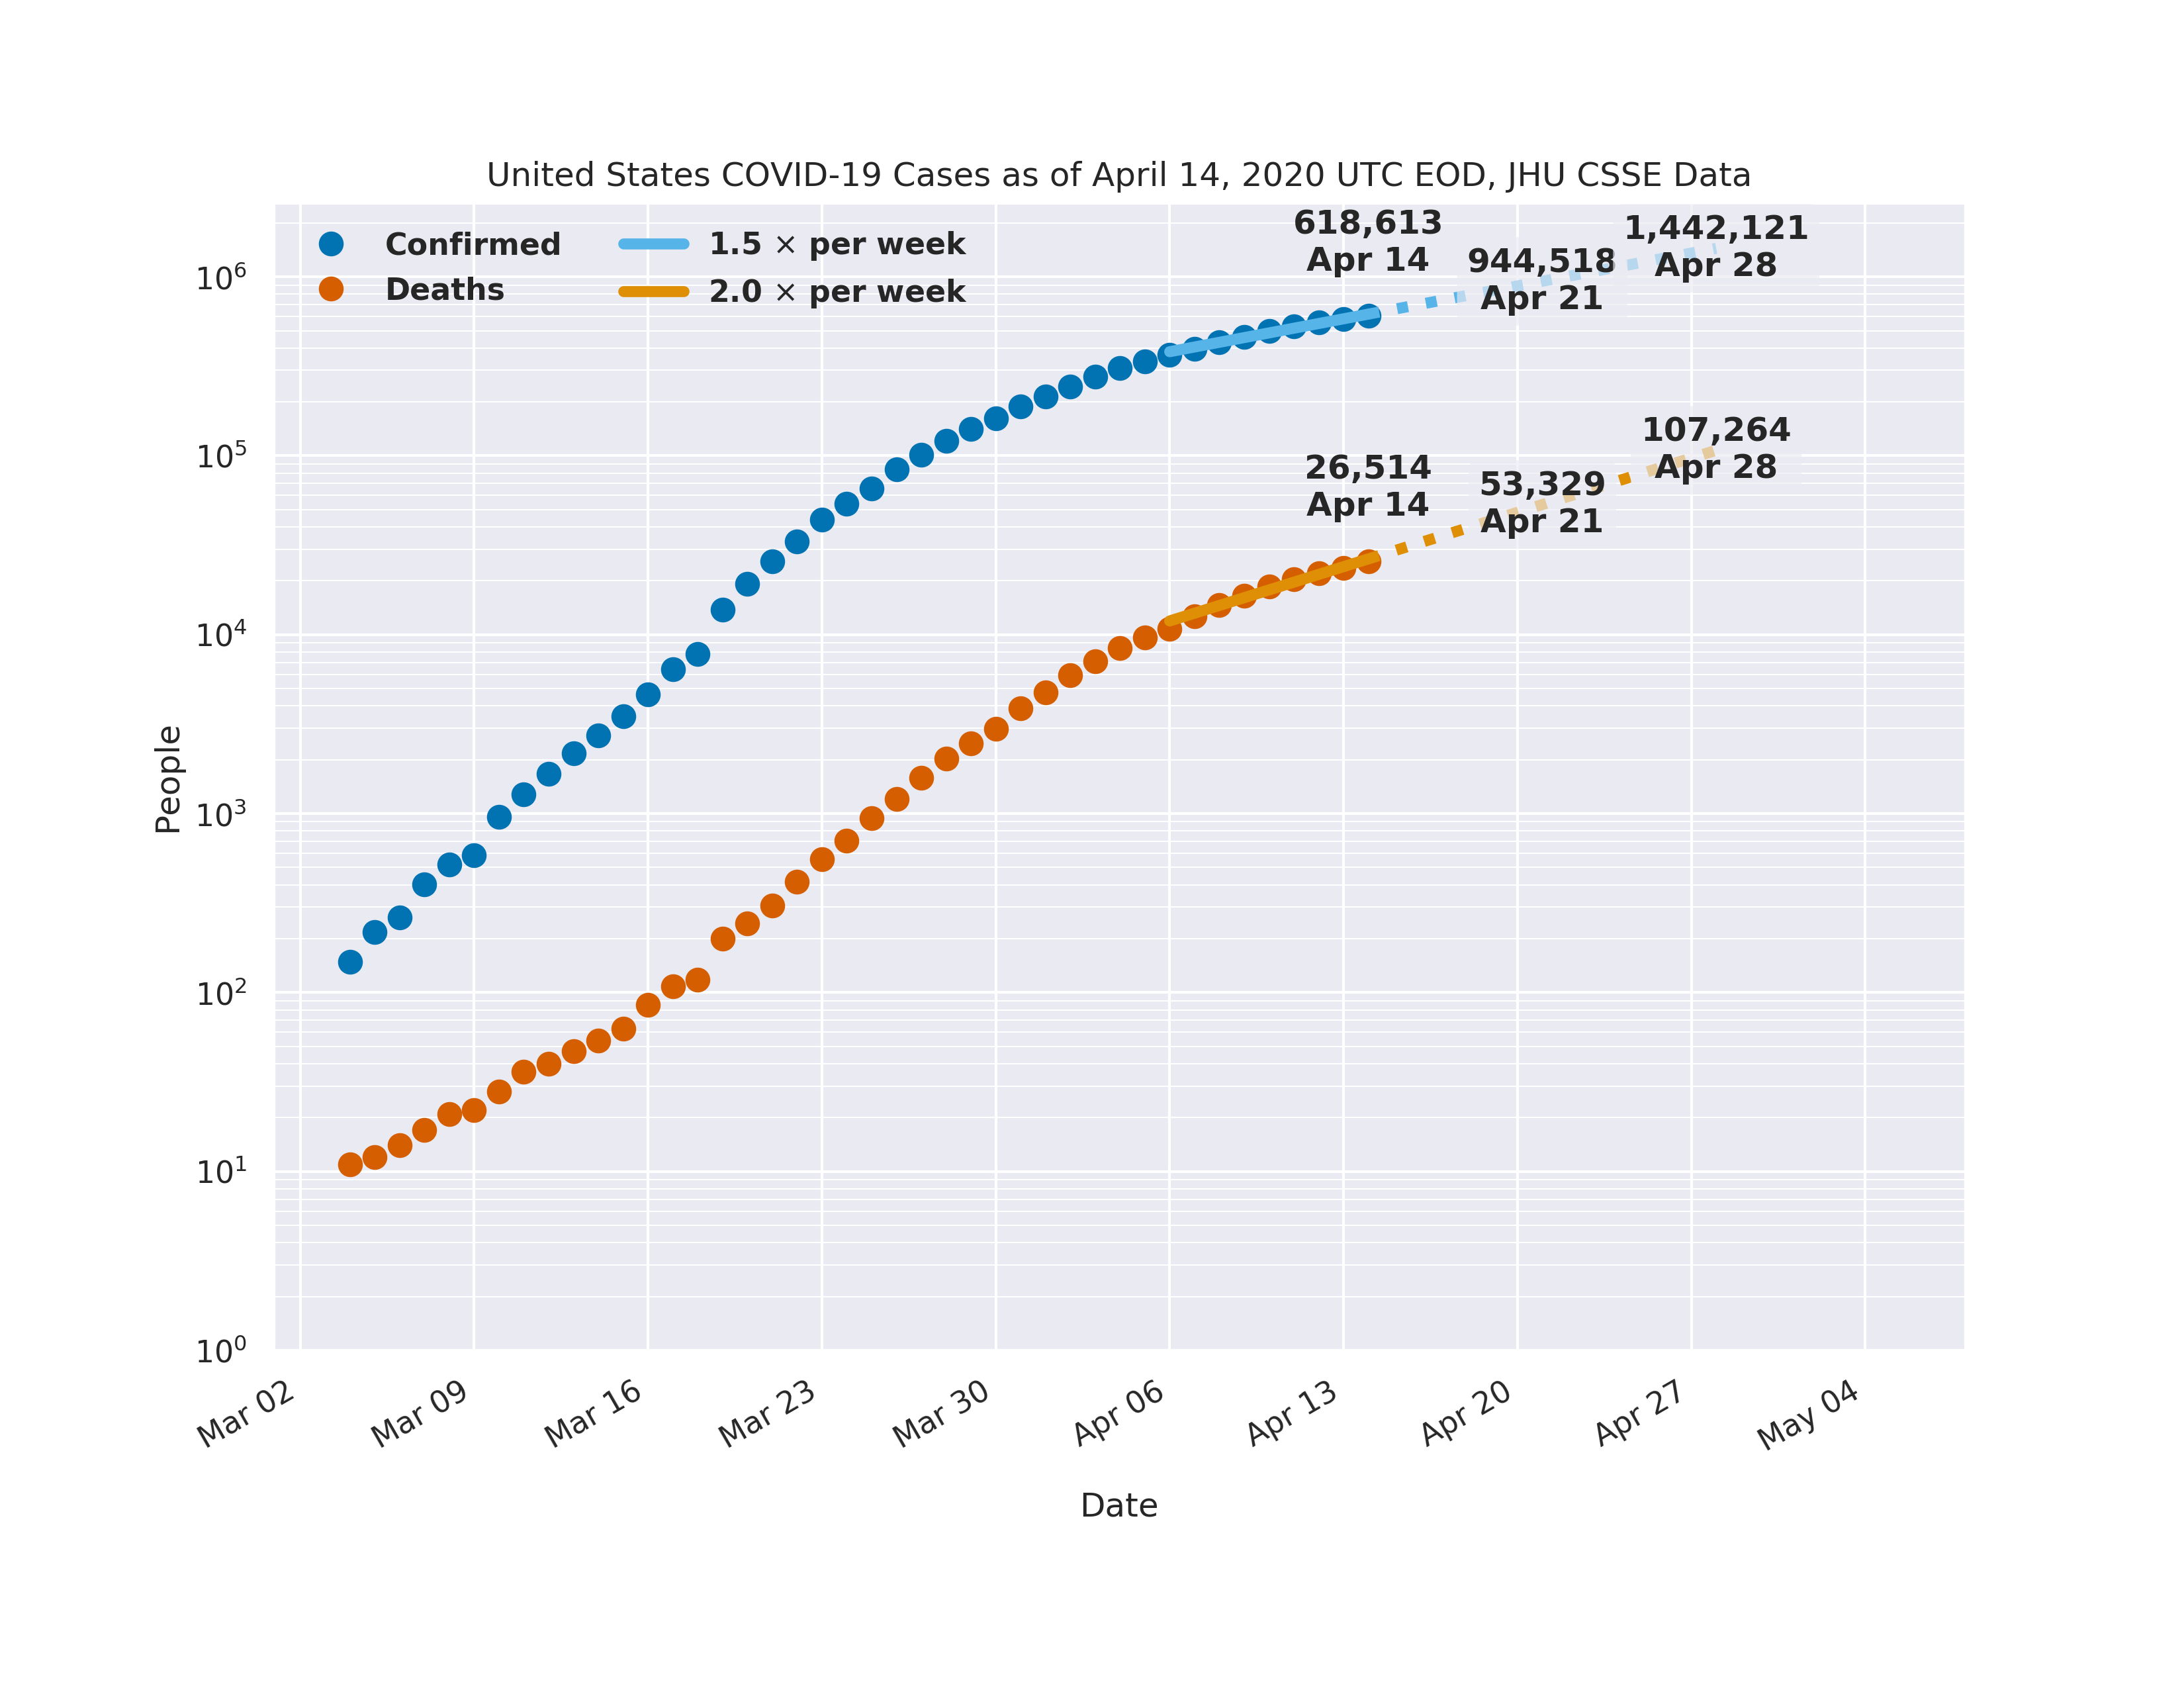 United States COVID-19 Cases as of April 14, 2020 UTC EOD, JHU CSSE Data
Confirmed
Deaths
1.5 × per week
2.0 × per week
618,613
Apr 14
944,518
Apr 21
1,442,121
Apr 28
26,514
Apr 14
53,329
Apr 21
107,264
Apr 28
People
10⁶
10⁵
10⁴
10³
10²
10¹
10⁰
Mar 02
Mar 09
Mar 16
Mar 23
Mar 30
Apr 06
Apr 13
Apr 20
Apr 27
May 04
Date